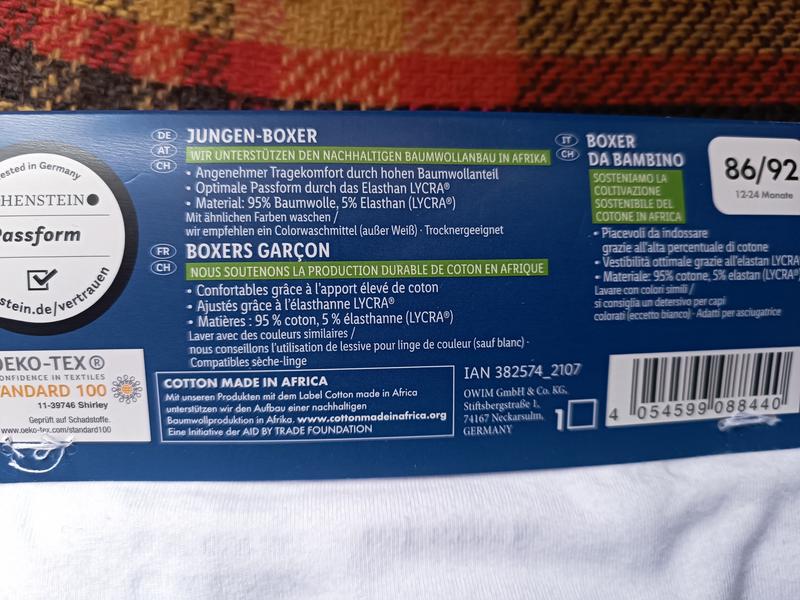 ested in Germany
HENSTEIN
Passform
stein.de/vertrauen
OEKO-TEX®
CONFIDENCE IN TEXTILES
STANDARD 100
11-39746 Shirley
Geprüft auf Schadstoffe.
www.oeko-tex.com/standard100
DE
AT
CH
JUNGEN-BOXER
WIR UNTERSTÜTZEN DEN NACHHALTIGEN BAUMWOLLANBAU IN AFRIKA
• Angenehmer Tragekomfort durch hohen Baumwollanteil
• Optimale Passform durch das Elasthan LYCRA®
• Material: 95% Baumwolle, 5% Elasthan (LYCRA®)
Mit ähnlichen Farben waschen /
wir empfehlen ein Colorwaschmittel (außer Weiß) · Trocknergeeignet
FR
CH
BOXERS GARÇON
NOUS SOUTENONS LA PRODUCTION DURABLE DE COTON EN AFRIQUE
• Confortables grâce à l'apport élevé de coton
• Ajustés grâce à l'élasthanne LYCRA®
• Matières : 95 % coton, 5 % élasthanne (LYCRA®)
Laver avec des couleurs similaires /
nous conseillons l'utilisation de lessive pour linge de couleur (sauf blanc) ·
Compatibles sèche-linge
COTTON MADE IN AFRICA
Mit unseren Produkten mit dem Label Cotton made in Africa
unterstützen wir den Aufbau einer nachhaltigen
Baumwollproduktion in Afrika. www.cottonmadeinafrica.org
Eine Initiative der AID BY TRADE FOUNDATION
IAN 382574_2107
OWIM GmbH & Co. KG,
Stiftsbergstraße 1,
74167 Neckarsulm,
GERMANY
1
IT
CH
BOXER
DA BAMBINO
SOSTENIAMO LA
COLTIVAZIONE
SOSTENIBILE DEL
COTONE IN AFRICA
• Piacevoli da indossare
grazie all'alta percentuale di cotone
• Vestibilità ottimale grazie all'elastan LYCRA
• Materiale: 95% cotone, 5% elastan (LYCRA®
Lavare con colori simili /
si consiglia un detersivo per capi
colorati (eccetto bianco) · Adatti per asciugatrice
86/92
12-24 Monate
4 054599 088440